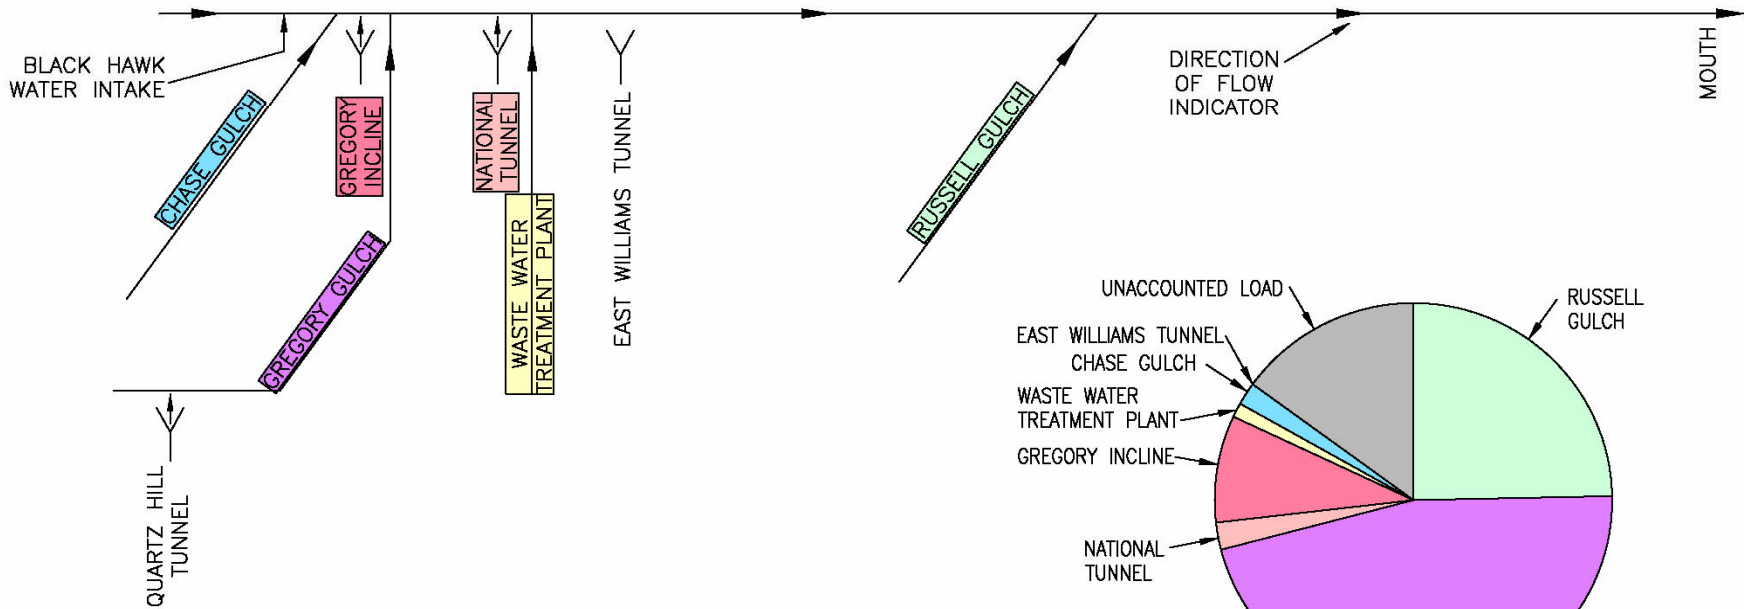 BLACK HAWK
WATER INTAKE
CHASE GULCH
GREGORY
INCLINE
GREGORY GULCH
QUARTZ HILL
TUNNEL
NATIONAL
TUNNEL
WASTE WATER
TREATMENT PLANT
EAST WILLIAMS TUNNEL
RUSSELL GULCH
DIRECTION
OF FLOW
INDICATOR
MOUTH
UNACCOUNTED LOAD
EAST WILLIAMS TUNNEL
CHASE GULCH
WASTE WATER
TREATMENT PLANT
GREGORY INCLINE
NATIONAL
TUNNEL
RUSSELL
GULCH